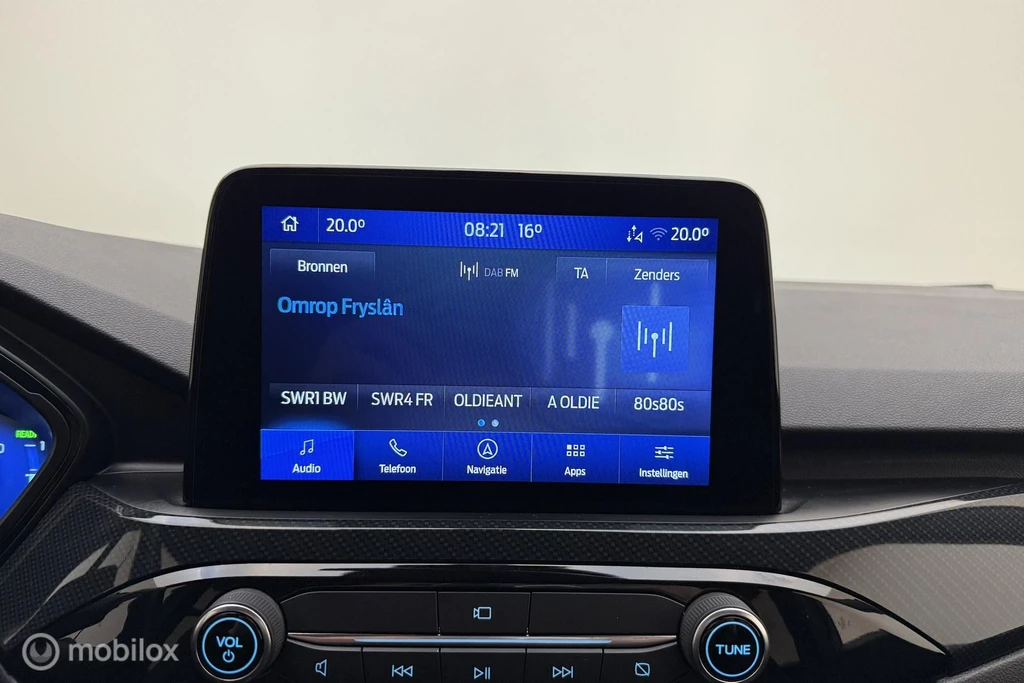 20.0º 08:21 16º 20.0º
Bronnen DAB FM TA Zenders
Omrop Fryslân
SWR1 BW SWR4 FR OLDIEANT A OLDIE 80s80s
Audio Telefoon Navigatie Apps Instellingen
READY
VOL TUNE
mobilox